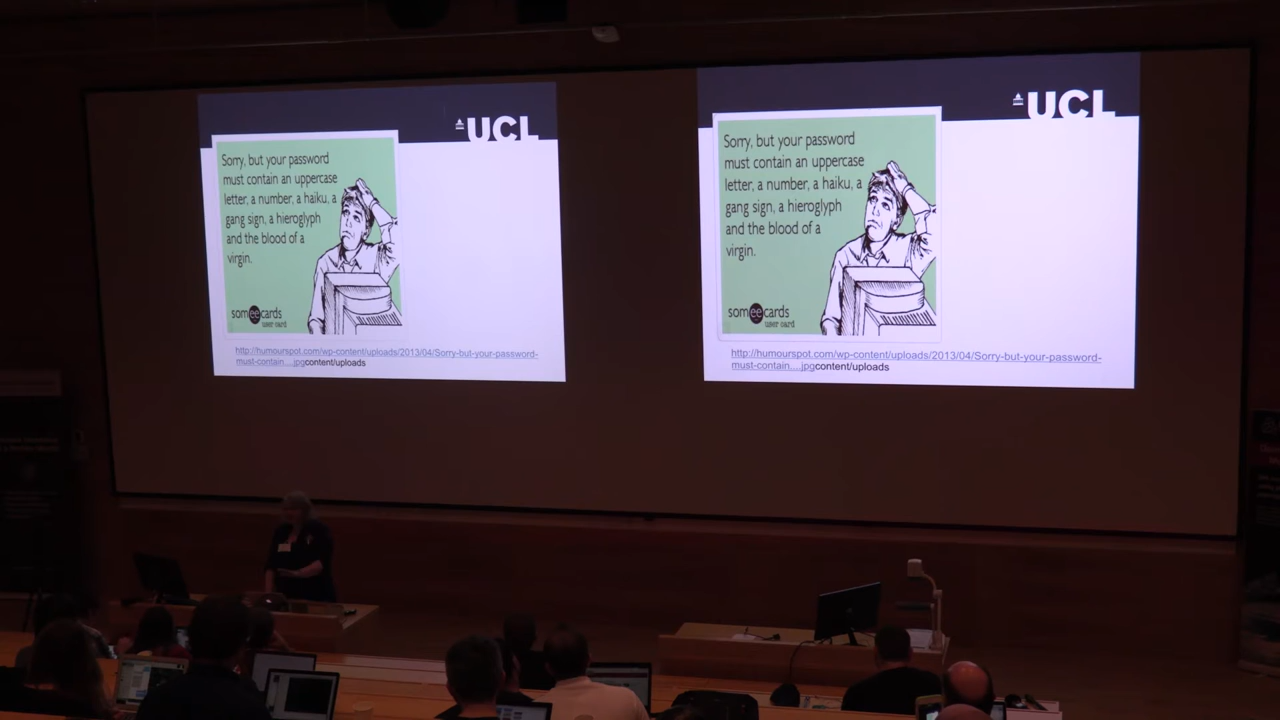 UCL
Sorry, but your password
must contain an uppercase
letter, a number, a haiku, a
gang sign, a hieroglyph
and the blood of a
virgin.
someecards
user card
http://humourspot.com/wp-content/uploads/2013/04/Sorry-but-your-password-
must-contain....jpgcontent/uploads
UCL
Sorry, but your password
must contain an uppercase
letter, a number, a haiku, a
gang sign, a hieroglyph
and the blood of a
virgin.
someecards
user card
http://humourspot.com/wp-content/uploads/2013/04/Sorry-but-your-password-
must-contain....jpgcontent/uploads